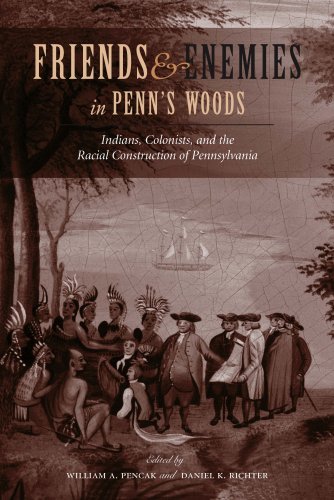 FRIENDS & ENEMIES
in PENN'S WOODS
Indians, Colonists, and the
Racial Construction of Pennsylvania
Edited by
WILLIAM A. PENCAK and DANIEL K. RICHTER